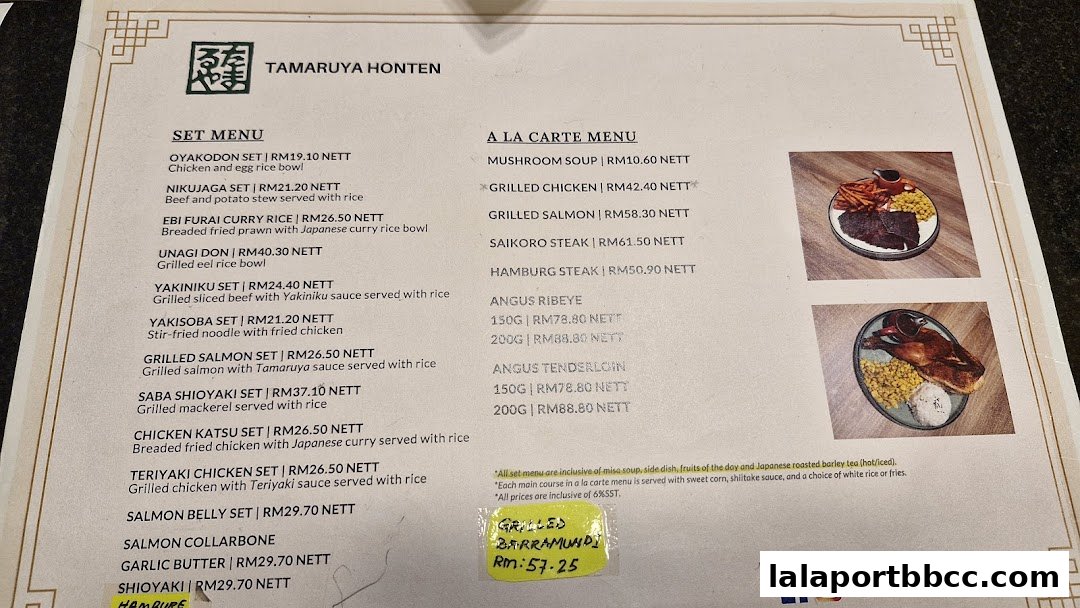 たま
るや
TAMARUYA HONTEN
SET MENU
OYAKODON SET | RM19.10 NETT
Chicken and egg rice bowl
NIKUJAGA SET | RM21.20 NETT
Beef and potato stew served with rice
EBI FURAI CURRY RICE | RM26.50 NETT
Breaded fried prawn with Japanese curry rice bowl
UNAGI DON | RM40.30 NETT
Grilled eel rice bowl
YAKINIKU SET | RM24.40 NETT
Grilled sliced beef with Yakiniku sauce served with rice
YAKISOBA SET | RM21.20 NETT
Stir-fried noodle with fried chicken
GRILLED SALMON SET | RM26.50 NETT
Grilled salmon with Tamaruya sauce served with rice
SABA SHIOYAKI SET | RM37.10 NETT
Grilled mackerel served with rice
CHICKEN KATSU SET | RM26.50 NETT
Breaded fried chicken with Japanese curry served with rice
TERIYAKI CHICKEN SET | RM26.50 NETT
Grilled chicken with Teriyaki sauce served with rice
SALMON BELLY SET | RM29.70 NETT
SALMON COLLARBONE
GARLIC BUTTER | RM29.70 NETT
SHIOYAKI | RM29.70 NETT
HAMBURG
A LA CARTE MENU
MUSHROOM SOUP | RM10.60 NETT
*GRILLED CHICKEN | RM42.40 NETT*
GRILLED SALMON | RM58.30 NETT
SAIKORO STEAK | RM61.50 NETT
HAMBURG STEAK | RM50.90 NETT
ANGUS RIBEYE
150G | RM78.80 NETT
200G | RM88.80 NETT
ANGUS TENDERLOIN
150G | RM78.80 NETT
200G | RM88.80 NETT
*All set menu are inclusive of miso soup, side dish, fruits of the day and Japanese roasted barley tea (hot/iced).
*Each main course in a la carte menu is served with sweet corn, shiitake sauce, and a choice of white rice or fries.
*All prices are inclusive of 6%SST.
GRILLED
BARRAMUNDI
RM: 57.25
lalaportbbcc.com